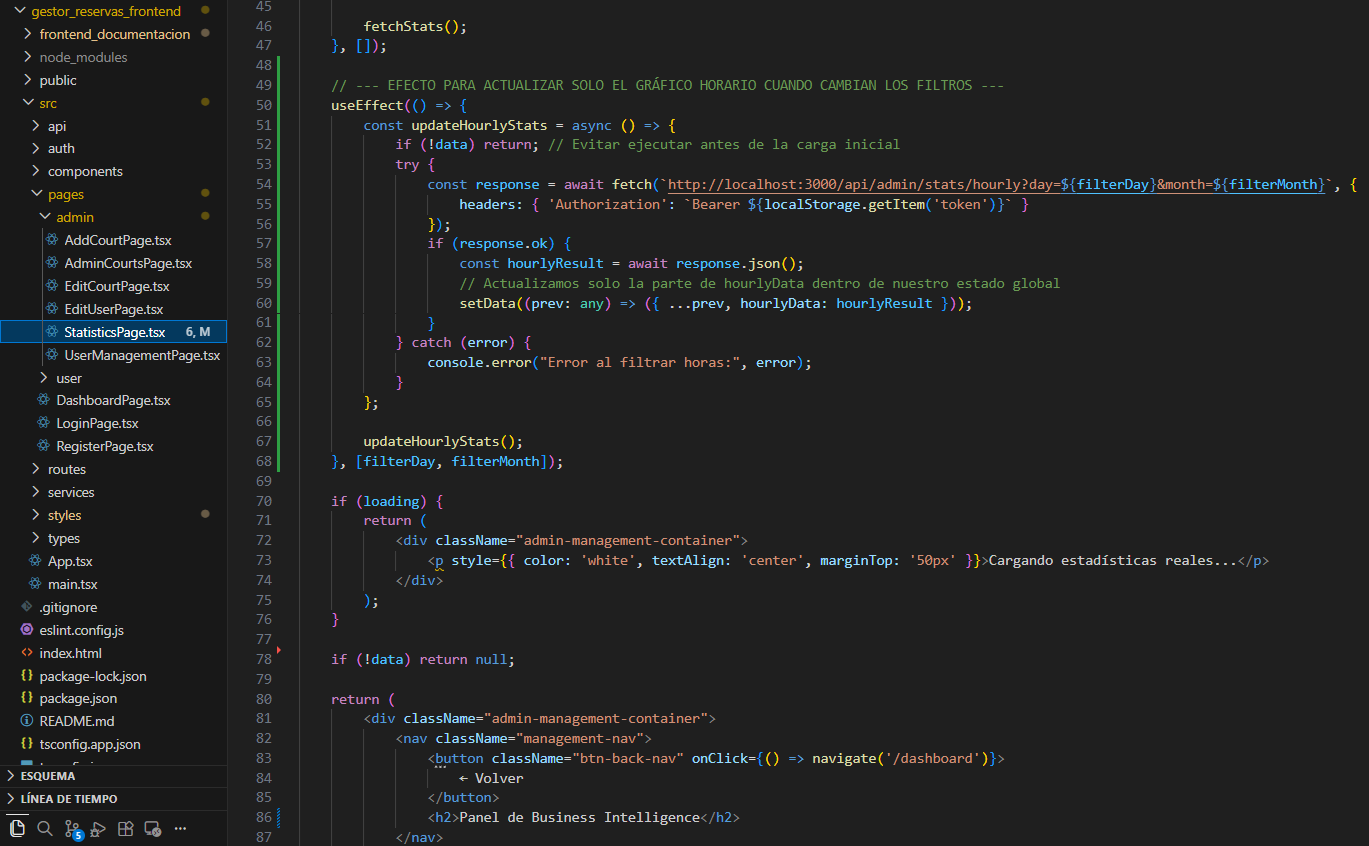 gestor_reservas_frontend
frontend_documentacion
node_modules
public
src
api
auth
components
pages
admin
AddCourtPage.tsx
AdminCourtsPage.tsx
EditCourtPage.tsx
EditUserPage.tsx
StatisticsPage.tsx 6, M
UserManagementPage.tsx
user
DashboardPage.tsx
LoginPage.tsx
RegisterPage.tsx
routes
services
styles
types
App.tsx
main.tsx
.gitignore
eslint.config.js
index.html
package-lock.json
package.json
README.md
tsconfig.app.json
ESQUEMA
LÍNEA DE TIEMPO
5
45
46 fetchStats();
47 }, []);
48
49 // --- EFECTO PARA ACTUALIZAR SOLO EL GRÁFICO HORARIO CUANDO CAMBIAN LOS FILTROS ---
50 useEffect(() => {
51 const updateHourlyStats = async () => {
52 if (!data) return; // Evitar ejecutar antes de la carga inicial
53 try {
54 const response = await fetch(`http://localhost:3000/api/admin/stats/hourly?day=${filterDay}&month=${filterMonth}`, {
55 headers: { 'Authorization': `Bearer ${localStorage.getItem('token')}` }
56 });
57 if (response.ok) {
58 const hourlyResult = await response.json();
59 // Actualizamos solo la parte de hourlyData dentro de nuestro estado global
60 setData((prev: any) => ({ ...prev, hourlyData: hourlyResult }));
61 }
62 } catch (error) {
63 console.error("Error al filtrar horas:", error);
64 }
65 };
66
67 updateHourlyStats();
68 }, [filterDay, filterMonth]);
69
70 if (loading) {
71 return (
72 <div className="admin-management-container">
73 <p style={{ color: 'white', textAlign: 'center', marginTop: '50px' }}>Cargando estadísticas reales...</p>
74 </div>
75 );
76 }
77
78 if (!data) return null;
79
80 return (
81 <div className="admin-management-container">
82 <nav className="management-nav">
83 <button className="btn-back-nav" onClick={() => navigate('/dashboard')}>
84 ← Volver
85 </button>
86 <h2>Panel de Business Intelligence</h2>
87 </nav>